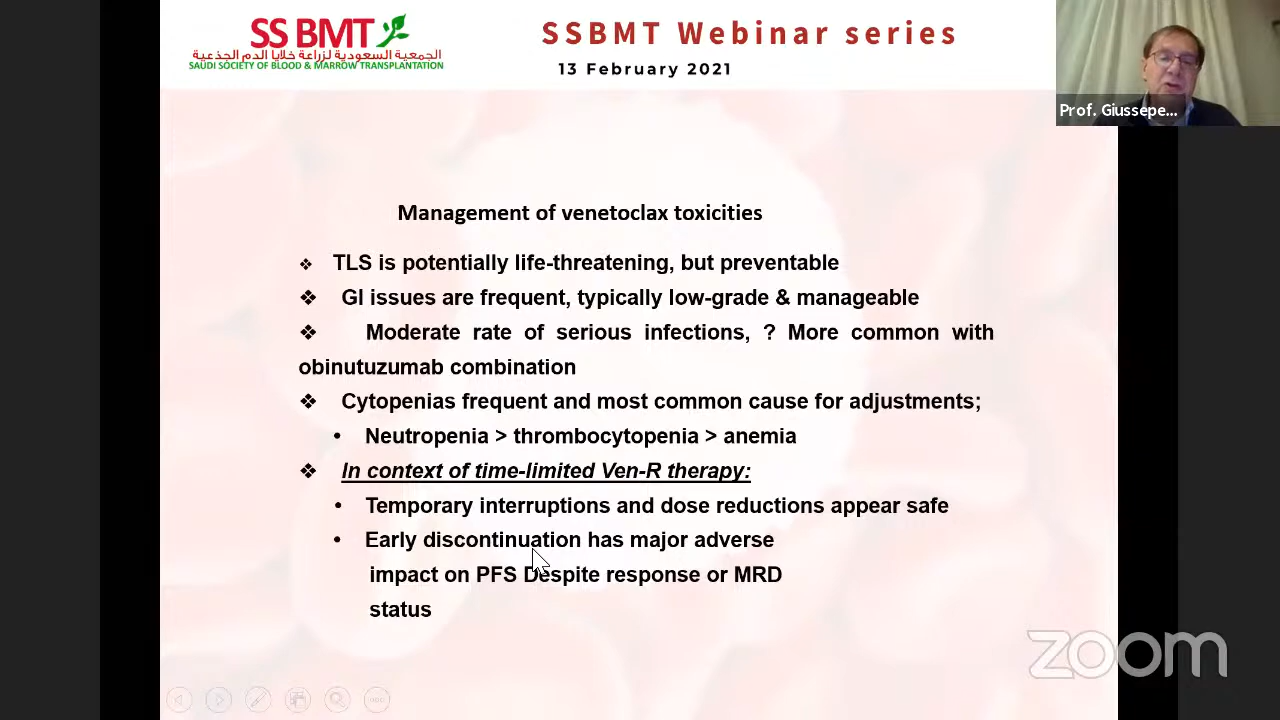 SS BMT
الجمعية السعودية لزراعة خلايا الدم الجذعية
SAUDI SOCIETY OF BLOOD & MARROW TRANSPLANTATION
SSBMT Webinar series
13 February 2021
Prof. Giussepe...
Management of venetoclax toxicities
❖ TLS is potentially life-threatening, but preventable
❖ GI issues are frequent, typically low-grade & manageable
❖ Moderate rate of serious infections, ? More common with
obinutuzumab combination
❖ Cytopenias frequent and most common cause for adjustments;
• Neutropenia > thrombocytopenia > anemia
❖ In context of time-limited Ven-R therapy:
• Temporary interruptions and dose reductions appear safe
• Early discontinuation has major adverse
impact on PFS Despite response or MRD
status
zoom